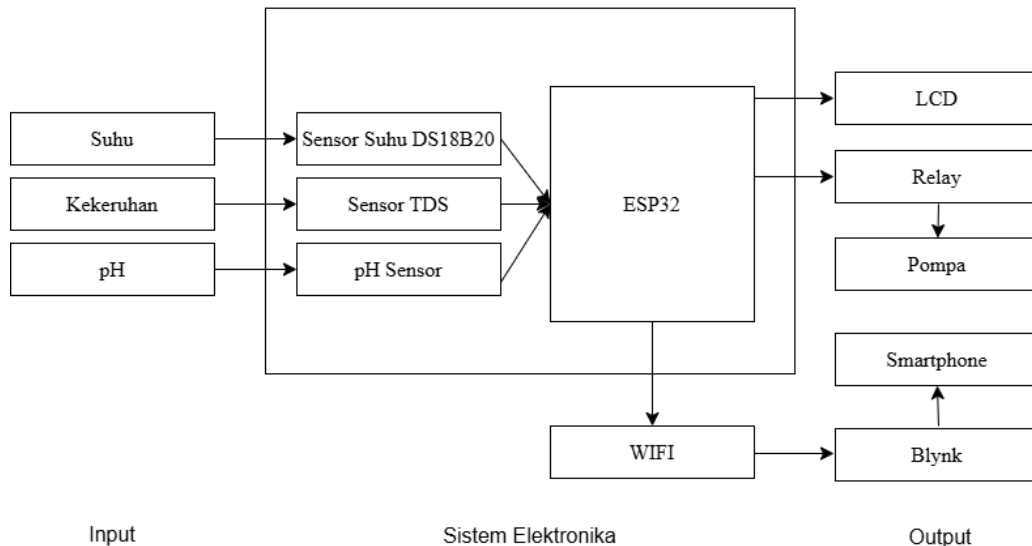 Suhu
Kekeruhan
pH
Sensor Suhu DS18B20
Sensor TDS
pH Sensor
ESP32
WIFI
LCD
Relay
Pompa
Smartphone
Blynk
Input
Sistem Elektronika
Output